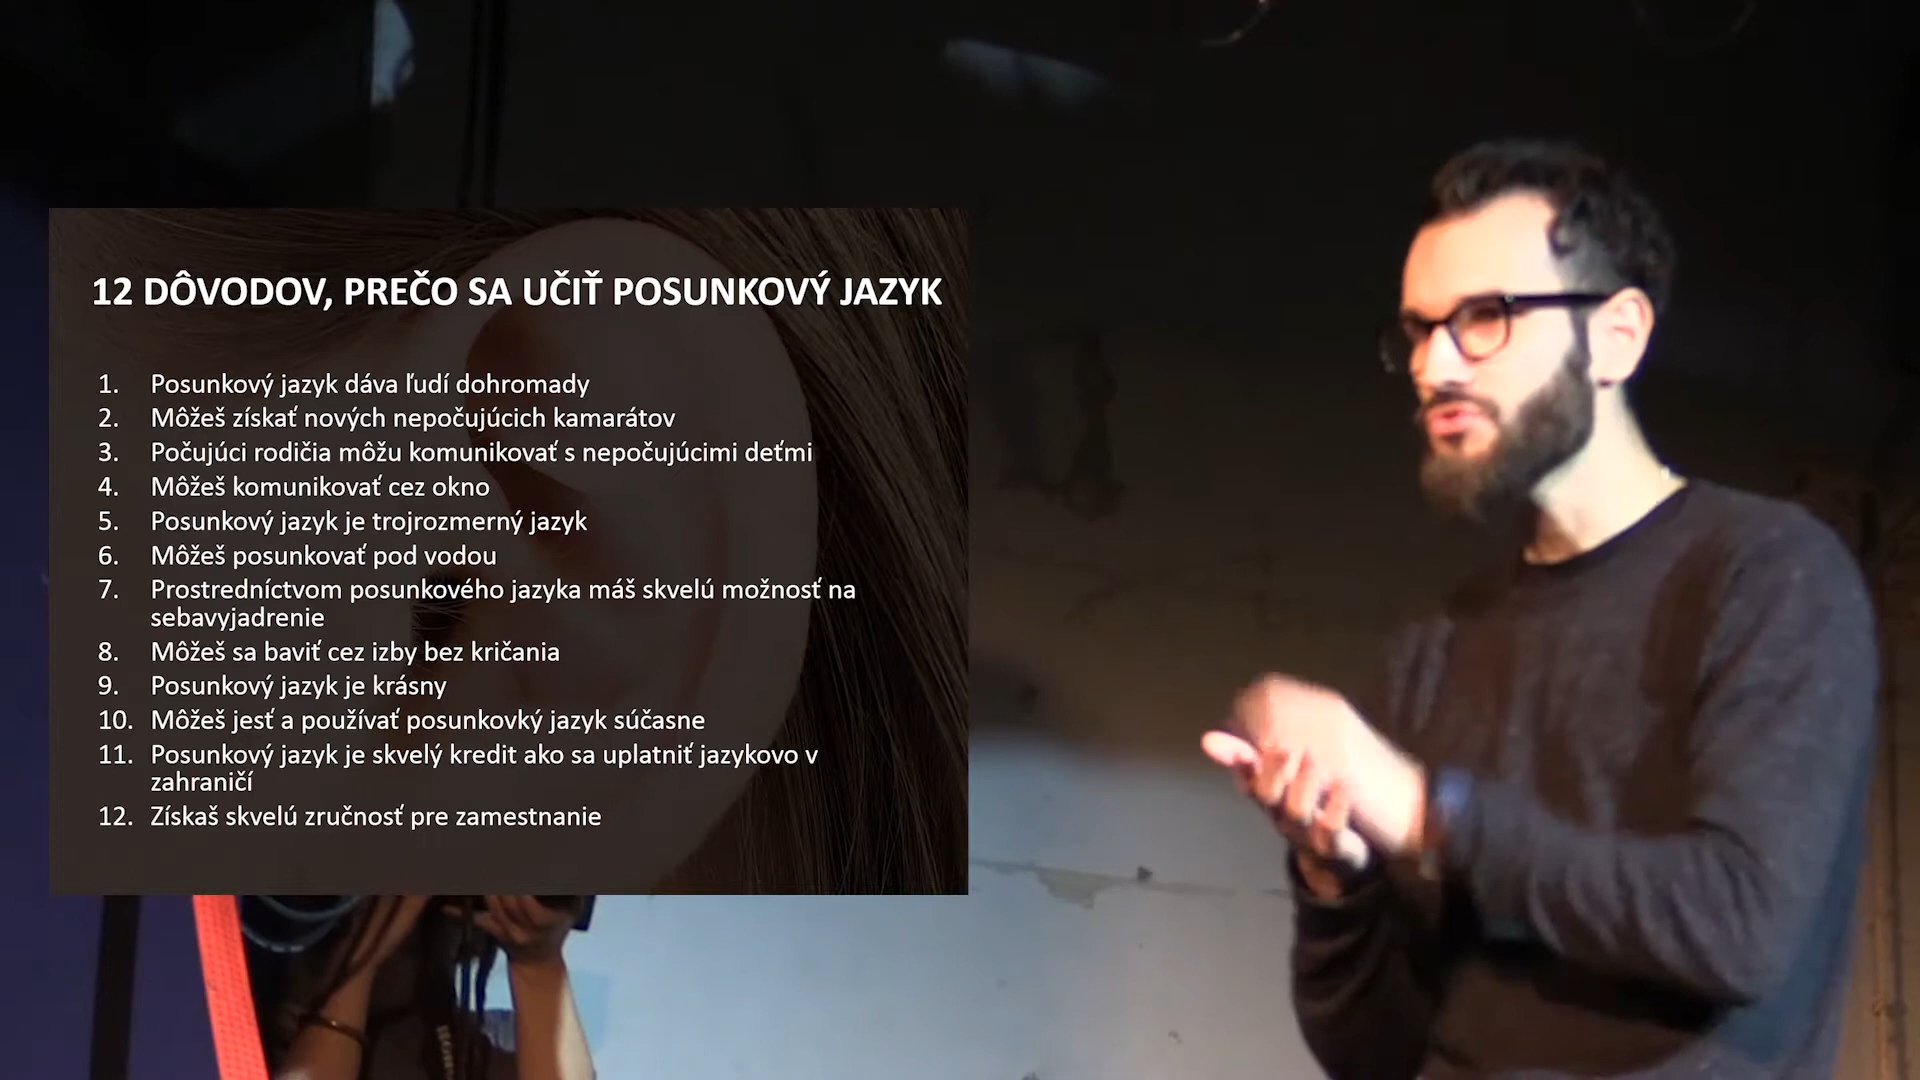 12 DÔVODOV, PREČO SA UČIŤ POSUNKOVÝ JAZYK
1. Posunkový jazyk dáva ľudí dohromady
2. Môžeš získať nových nepočujúcich kamarátov
3. Počujúci rodičia môžu komunikovať s nepočujúcimi deťmi
4. Môžeš komunikovať cez okno
5. Posunkový jazyk je trojrozmerný jazyk
6. Môžeš posunkovať pod vodou
7. Prostredníctvom posunkového jazyka máš skvelú možnosť na
sebavyjadrenie
8. Môžeš sa baviť cez izby bez kričania
9. Posunkový jazyk je krásny
10. Môžeš jesť a používať posunkovký jazyk súčasne
11. Posunkový jazyk je skvelý kredit ako sa uplatniť jazykovo v
zahraničí
12. Získaš skvelú zručnosť pre zamestnanie